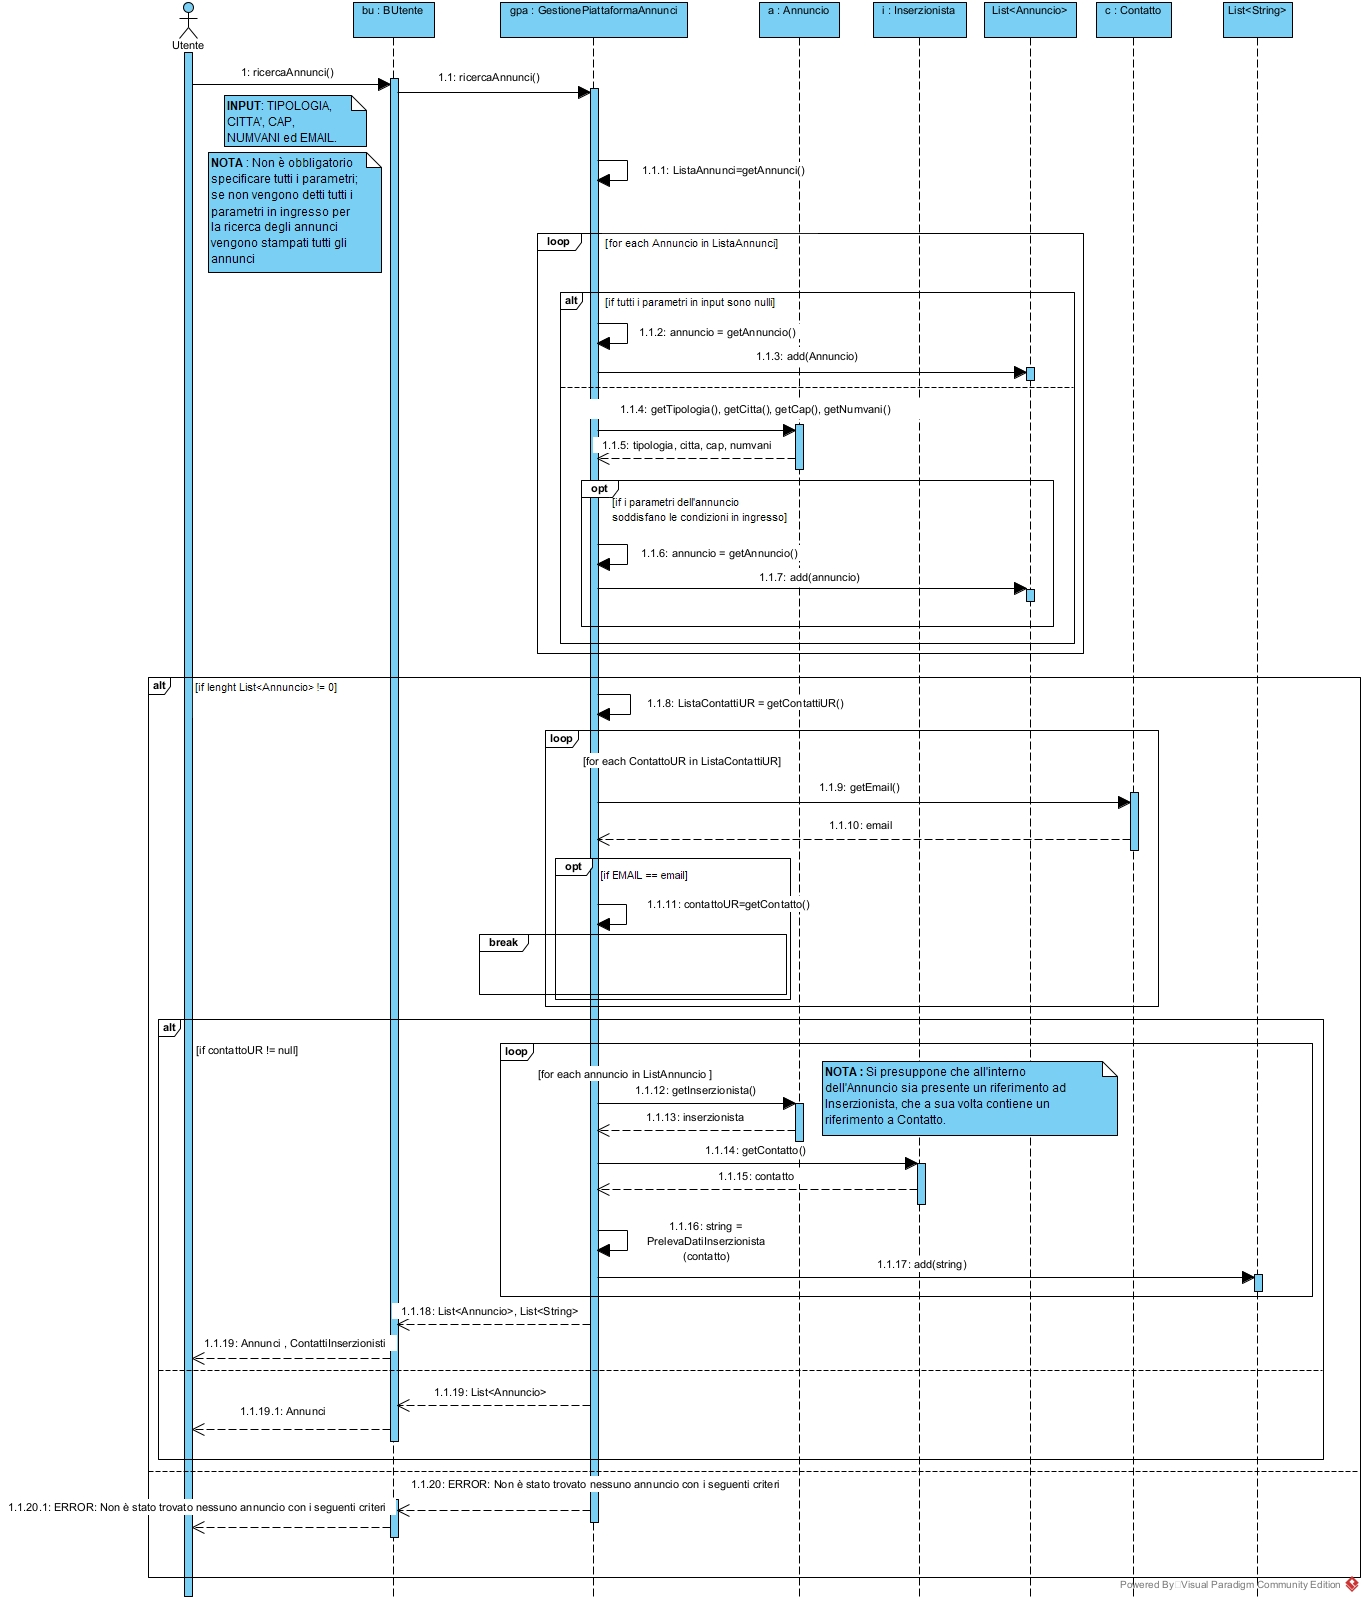 bu : BUtente
gpa : GestionePiattaformaAnnunci
a : Annuncio
i : Inserzionista
List<Annuncio>
c : Contatto
List<String>
Utente
1: ricercaAnnunci()
1.1: ricercaAnnunci()
INPUT: TIPOLOGIA,
CITTA', CAP,
NUMVANI ed EMAIL.
NOTA : Non è obbligatorio
specificare tutti i parametri;
se non vengono detti tutti i
parametri in ingresso per
la ricerca degli annunci
vengono stampati tutti gli
annunci
1.1.1: ListaAnnunci=getAnnunci()
loop
[for each Annuncio in ListaAnnunci]
alt
[if tutti i parametri in input sono nulli]
1.1.2: annuncio = getAnnuncio()
1.1.3: add(Annuncio)
1.1.4: getTipologia(), getCitta(), getCap(), getNumvani()
1.1.5: tipologia, citta, cap, numvani
opt
[if i parametri dell'annuncio
soddisfano le condizioni in ingresso]
1.1.6: annuncio = getAnnuncio()
1.1.7: add(annuncio)
alt
[if lenght List<Annuncio> != 0]
1.1.8: ListaContattiUR = getContattiUR()
loop
[for each ContattoUR in ListaContattiUR]
1.1.9: getEmail()
1.1.10: email
opt
[if EMAIL == email]
1.1.11: contattoUR=getContatto()
break
alt
[if contattoUR != null]
loop
[for each annuncio in ListAnnuncio ]
1.1.12: getInserzionista()
1.1.13: inserzionista
NOTA : Si presuppone che all'interno
dell'Annuncio sia presente un riferimento ad
Inserzionista, che a sua volta contiene un
riferimento a Contatto.
1.1.14: getContatto()
1.1.15: contatto
1.1.16: string =
PrelevaDatiInserzionista
(contatto)
1.1.17: add(string)
1.1.18: List<Annuncio>, List<String>
1.1.19: Annunci , ContattiInserzionisti
1.1.19: List<Annuncio>
1.1.19.1: Annunci
1.1.20: ERROR: Non è stato trovato nessuno annuncio con i seguenti criteri
1.1.20.1: ERROR: Non è stato trovato nessuno annuncio con i seguenti criteri
Powered By Visual Paradigm Community Edition